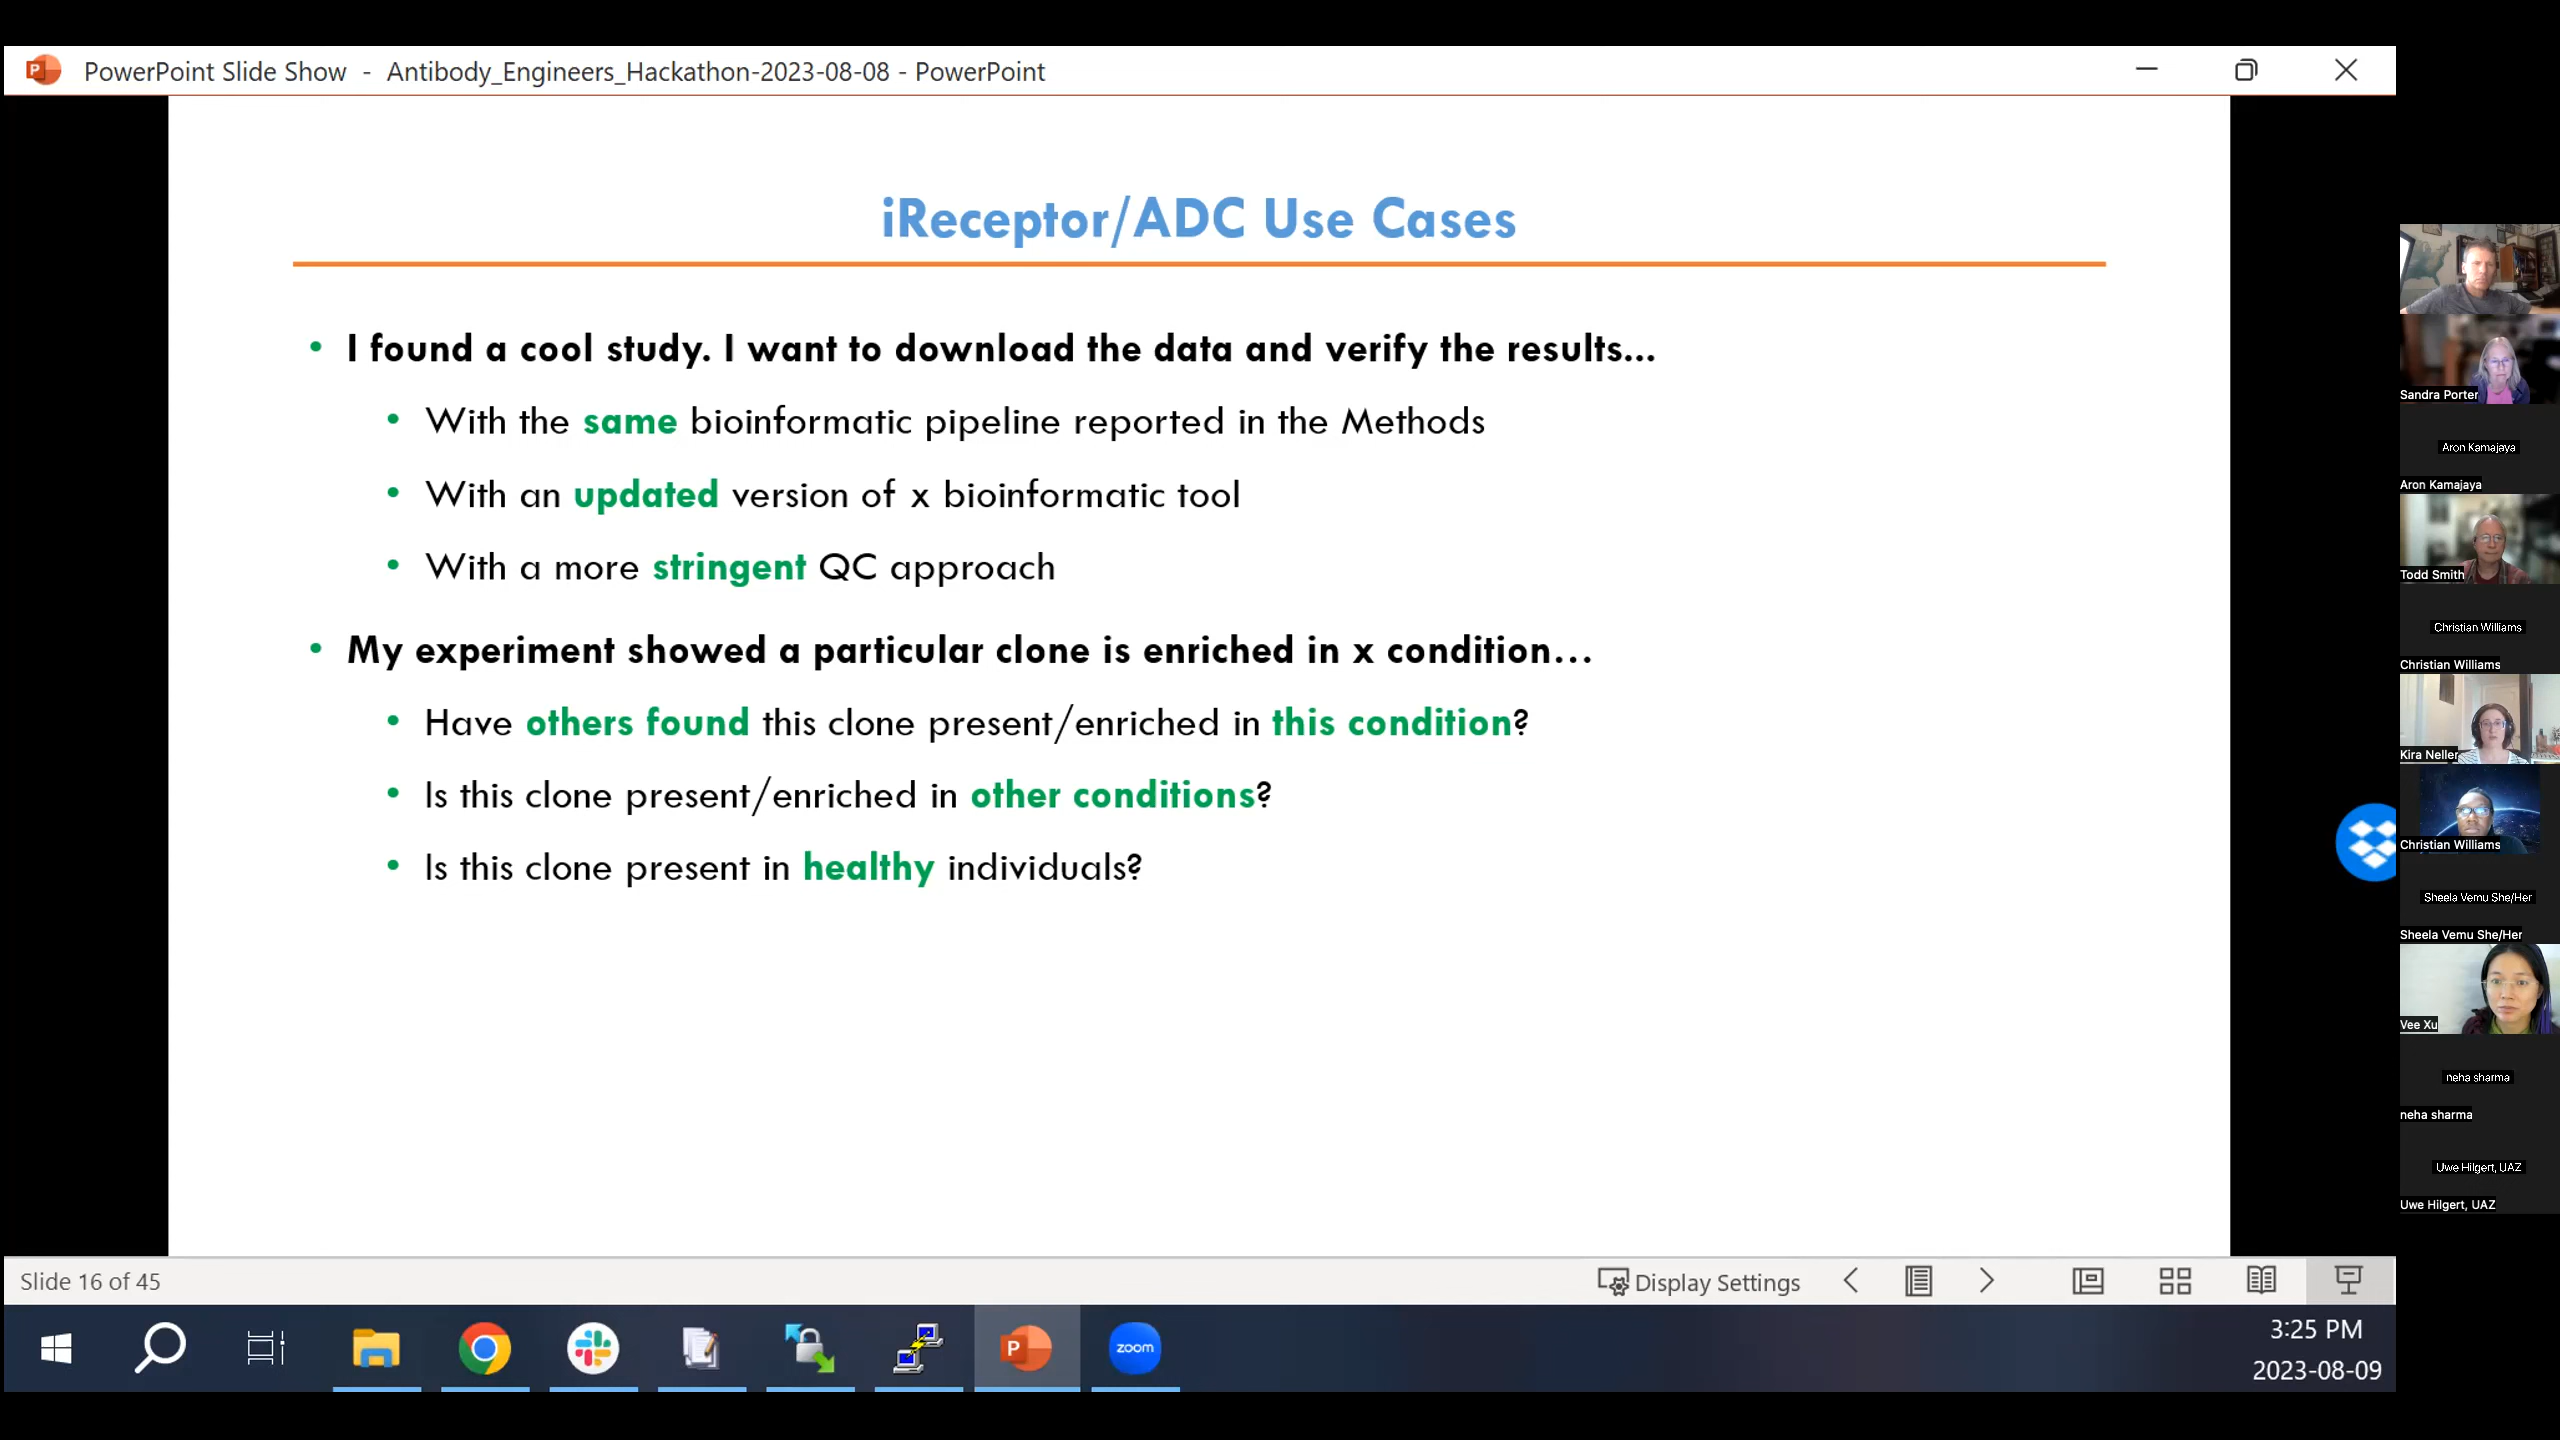 PowerPoint Slide Show - Antibody_Engineers_Hackathon-2023-08-08 - PowerPoint
iReceptor/ADC Use Cases
• I found a cool study. I want to download the data and verify the results...
• With the same bioinformatic pipeline reported in the Methods
• With an updated version of x bioinformatic tool
• With a more stringent QC approach
• My experiment showed a particular clone is enriched in x condition...
• Have others found this clone present/enriched in this condition?
• Is this clone present/enriched in other conditions?
• Is this clone present in healthy individuals?
Sandra Porter
Aron Kamajaya
Aron Kamajaya
Todd Smith
Christian Williams
Christian Williams
Kira Neller
Christian Williams
Sheela Vemu She/Her
Sheela Vemu She/Her
Vee Xu
neha sharma
neha sharma
Uwe Hilgert, UAZ
Uwe Hilgert, UAZ
Slide 16 of 45
Display Settings
P
P
zoom
3:25 PM
2023-08-09